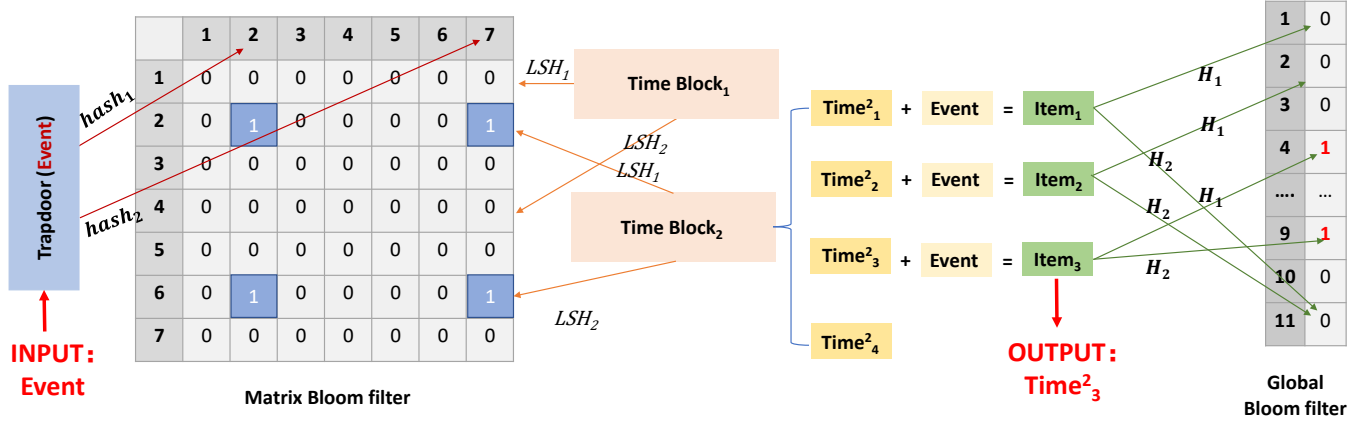 1 2 3 4 5 6 7
1 0 0 0 0 0 0 0
2 0 1 0 0 0 0 1
3 0 0 0 0 0 0 0
4 0 0 0 0 0 0 0
5 0 0 0 0 0 0 0
6 0 1 0 0 0 0 1
7 0 0 0 0 0 0 0
Matrix Bloom filter
Trapdoor (Event)
hash₁
hash₂
INPUT：
Event
LSH₁
LSH₂
LSH₁
LSH₂
Time Block₁
Time Block₂
Time²₁ + Event = Item₁
Time²₂ + Event = Item₂
Time²₃ + Event = Item₃
Time²₄
OUTPUT：
Time²₃
H₁
H₁
H₂
H₁
H₂
H₂
1 0
2 0
3 0
4 1
.... ...
9 1
10 0
11 0
Global
Bloom filter